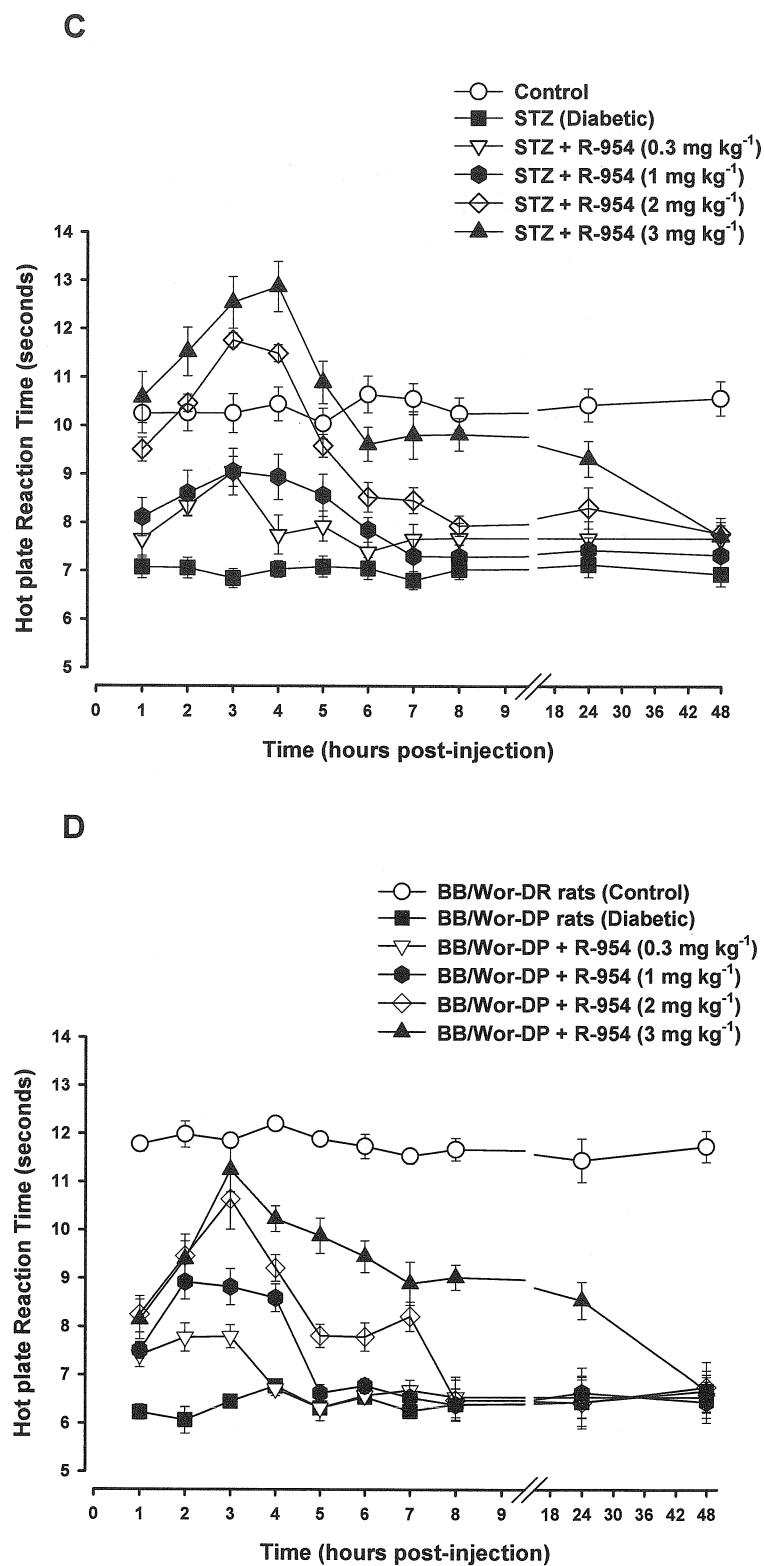 C
Control
STZ (Diabetic)
STZ + R-954 (0.3 mg kg⁻¹)
STZ + R-954 (1 mg kg⁻¹)
STZ + R-954 (2 mg kg⁻¹)
STZ + R-954 (3 mg kg⁻¹)
Hot plate Reaction Time (seconds)
14
13
12
11
10
9
8
7
6
5
0 1 2 3 4 5 6 7 8 9 18 24 30 36 42 48
Time (hours post-injection)
D
BB/Wor-DR rats (Control)
BB/Wor-DP rats (Diabetic)
BB/Wor-DP + R-954 (0.3 mg kg⁻¹)
BB/Wor-DP + R-954 (1 mg kg⁻¹)
BB/Wor-DP + R-954 (2 mg kg⁻¹)
BB/Wor-DP + R-954 (3 mg kg⁻¹)
Hot plate Reaction Time (seconds)
14
13
12
11
10
9
8
7
6
5
0 1 2 3 4 5 6 7 8 9 18 24 30 36 42 48
Time (hours post-injection)